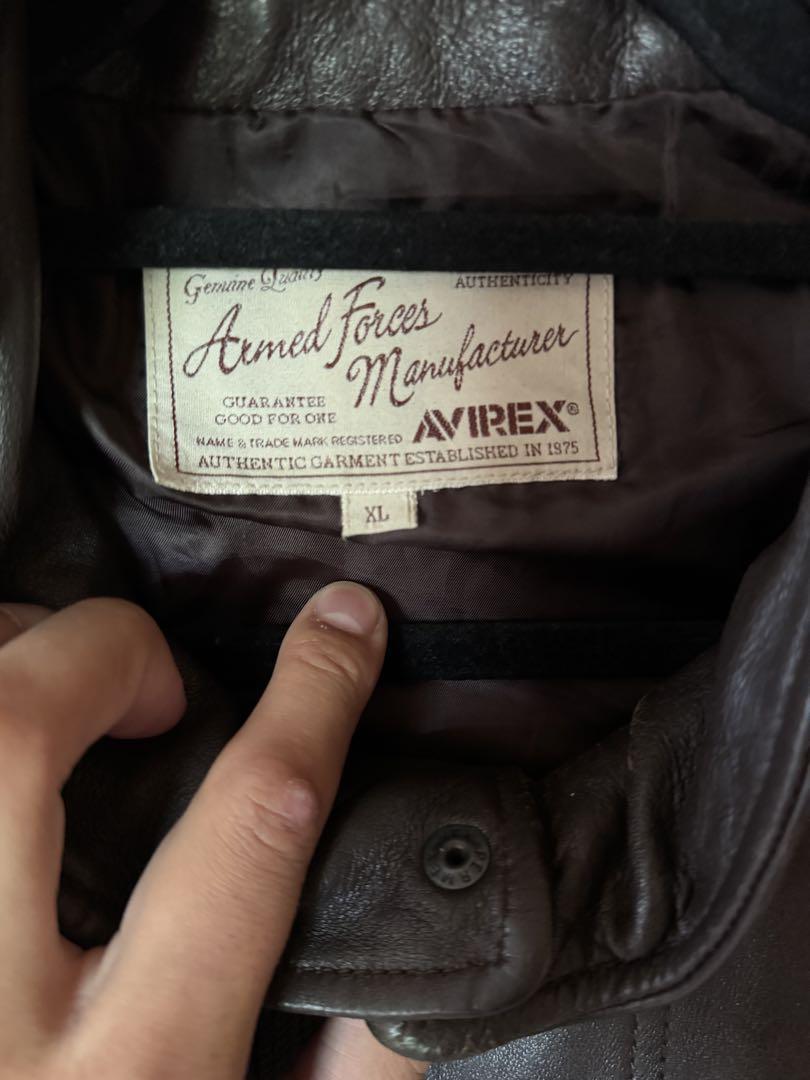 Genuine Quality
AUTHENTICITY
Armed Forces
Manufacturer
GUARANTEE
GOOD FOR ONE
AVIREX®
NAME & TRADE MARK REGISTERED
AUTHENTIC GARMENT ESTABLISHED IN 1975
XL